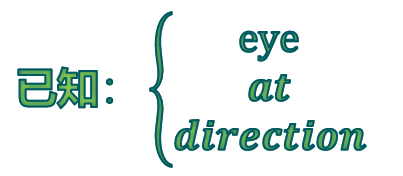 已知：
eye
at
direction